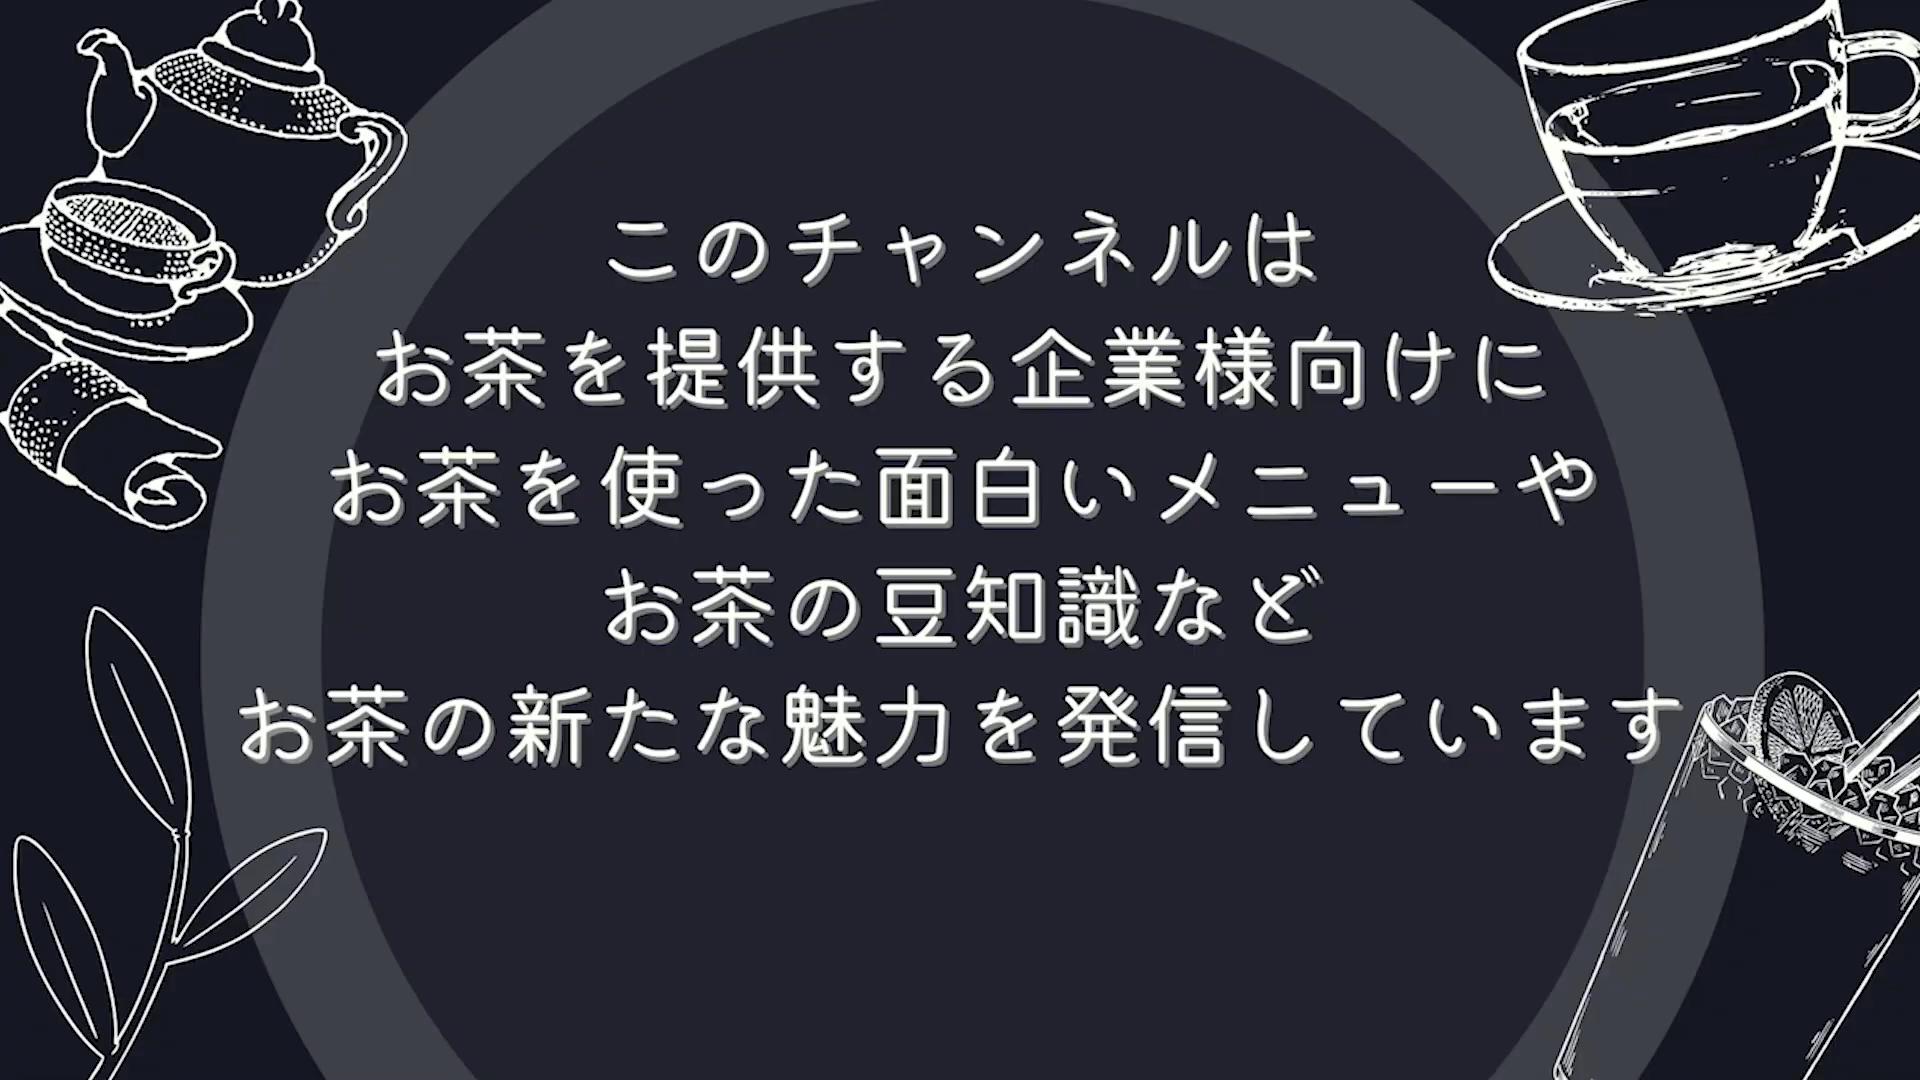 このチャンネルは
お茶を提供する企業様向けに
お茶を使った面白いメニューや
お茶の豆知識など
お茶の新たな魅力を発信しています